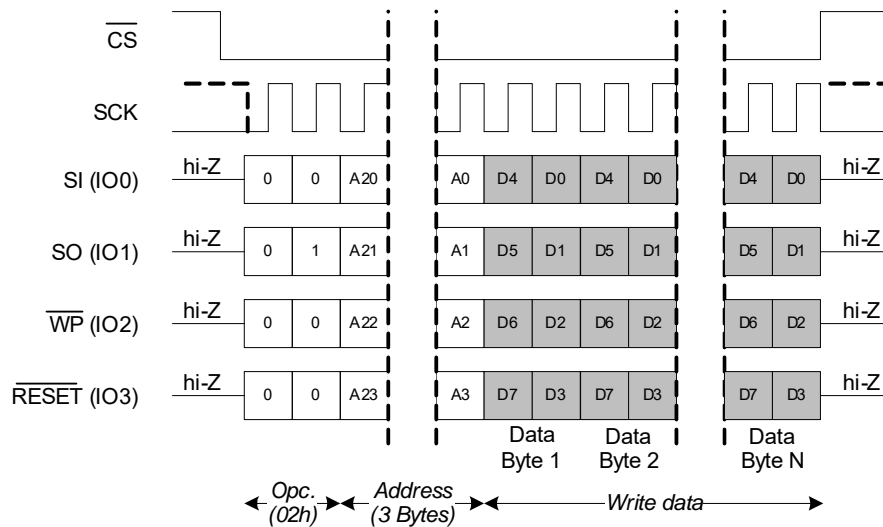 CS
SCK
hi-Z hi-Z
SI (IO0) 0 0 A20 A0 D4 D0 D4 D0 D4 D0
hi-Z hi-Z
SO (IO1) 0 1 A21 A1 D5 D1 D5 D1 D5 D1
hi-Z hi-Z
WP (IO2) 0 0 A22 A2 D6 D2 D6 D2 D6 D2
hi-Z hi-Z
RESET (IO3) 0 0 A23 A3 D7 D3 D7 D3 D7 D3
Data Data Data
Byte 1 Byte 2 Byte N
Opc. Address Write data
(02h) (3 Bytes)